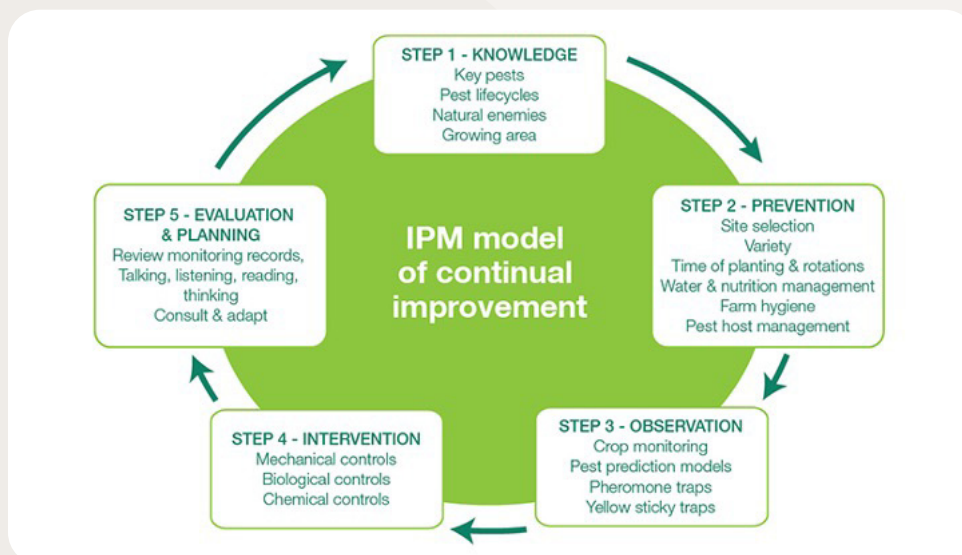 STEP 1 - KNOWLEDGE
Key pests
Pest lifecycles
Natural enemies
Growing area
STEP 2 - PREVENTION
Site selection
Variety
Time of planting & rotations
Water & nutrition management
Farm hygiene
Pest host management
STEP 3 - OBSERVATION
Crop monitoring
Pest prediction models
Pheromone traps
Yellow sticky traps
STEP 4 - INTERVENTION
Mechanical controls
Biological controls
Chemical controls
STEP 5 - EVALUATION
& PLANNING
Review monitoring records,
Talking, listening, reading,
thinking
Consult & adapt
IPM model
of continual
improvement